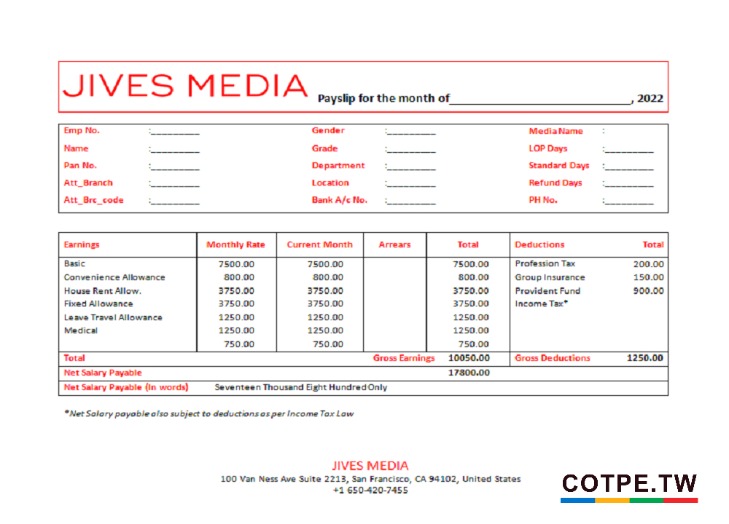 JIVES MEDIA Payslip for the month of______________________________, 2022
Emp No. :_________ Gender :_________ Media Name :
Name :_________ Grade :_________ LOP Days :_________
Pan No. :_________ Department :_________ Standard Days :_________
Att_Branch :_________ Location :_________ Refund Days :_________
Att_Brc_code :_________ Bank A/c No. :_________ PH No. :_________
Earnings Monthly Rate Current Month Arrears Total Deductions Total
Basic 7500.00 7500.00 7500.00 Profession Tax 200.00
Convenience Allowance 800.00 800.00 800.00 Group Insurance 150.00
House Rent Allow. 3750.00 3750.00 3750.00 Provident Fund 900.00
Fixed Allowance 3750.00 3750.00 3750.00 Income Tax*
Leave Travel Allowance 1250.00 1250.00 1250.00
Medical 1250.00 1250.00 1250.00
750.00 750.00 750.00
Total Gross Earnings 10050.00 Gross Deductions 1250.00
Net Salary Payable 17800.00
Net Salary Payable (In words) Seventeen Thousand Eight Hundred Only
*Net Salary payable also subject to deductions as per Income Tax Law
JIVES MEDIA
100 Van Ness Ave Suite 2213, San Francisco, CA 94102, United States
+1 650-420-7455
COTPE.TW